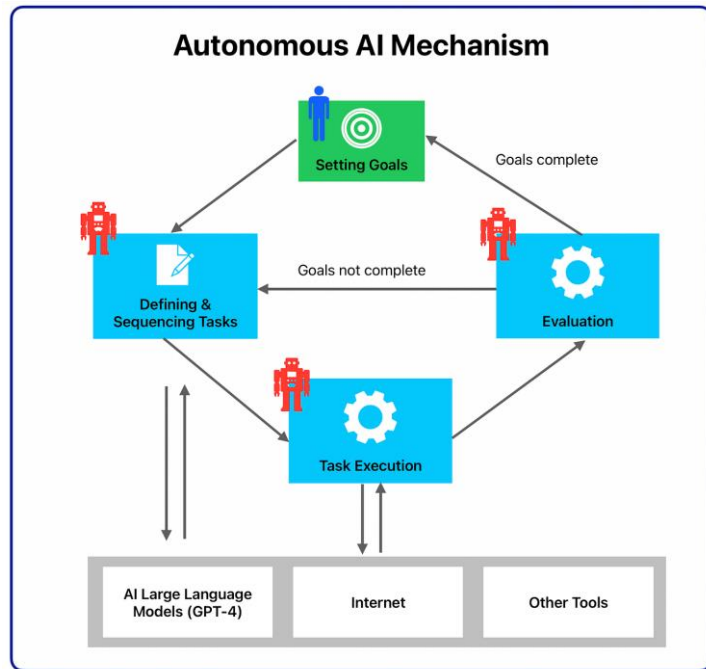 Autonomous AI Mechanism
Setting Goals
Goals complete
Goals not complete
Defining &
Sequencing Tasks
Evaluation
Task Execution
AI Large Language
Models (GPT-4)
Internet
Other Tools